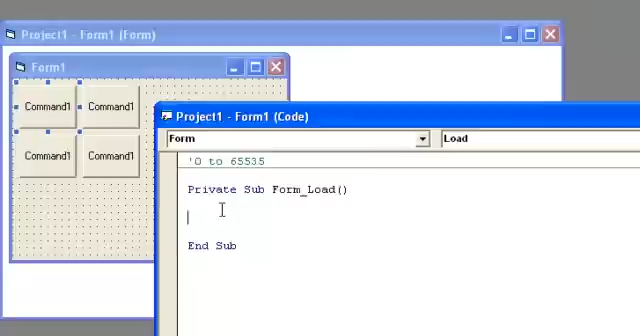 Project1 - Form1 (Form)
Form1
Command1 Command1
Command1 Command1
Project1 - Form1 (Code)
Form Load
'0 to 65535
Private Sub Form_Load()
End Sub